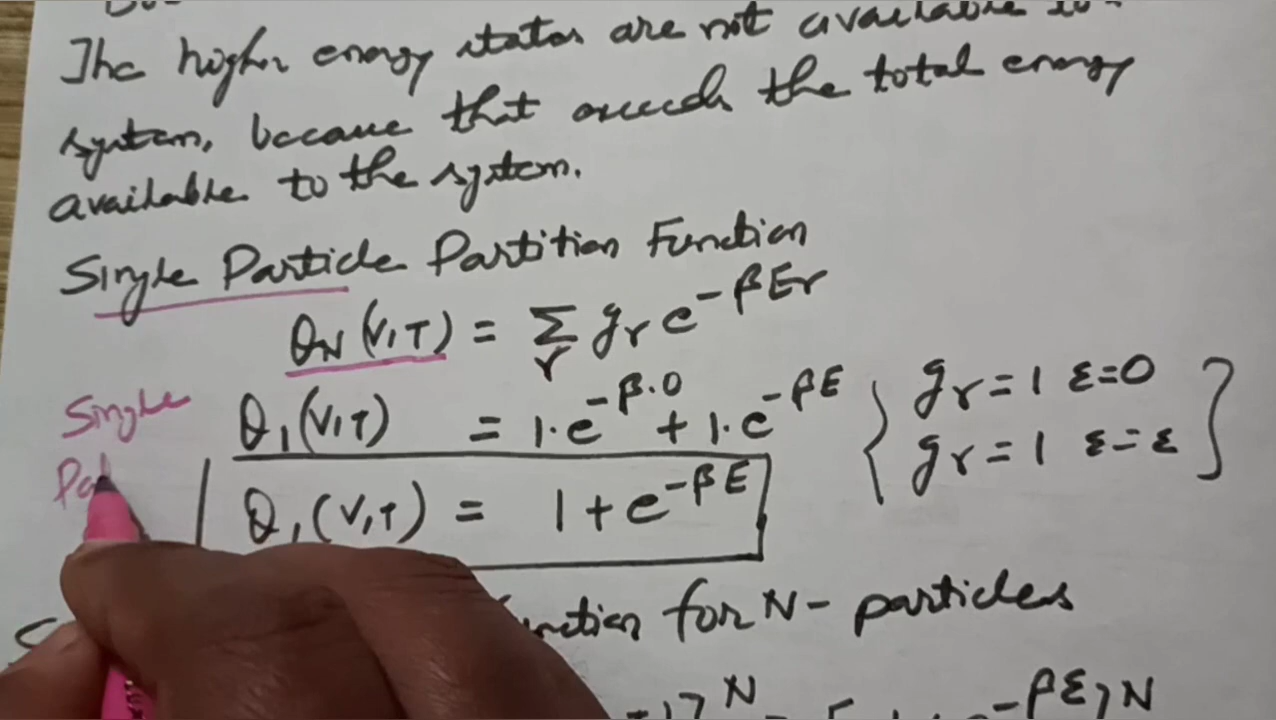 The higher energy states are not available to
system, because that exceeds the total energy
available to the system.
Single Particle Partition Function
Q_N (V,T) = Σ_r g_r e^{-βE_r}
Single
Q_1 (V,T) = 1·e^{-β·0} + 1·e^{-βE} { g_r = 1 ε=0
g_r = 1 ε=ε }
Q_1 (V,T) = 1 + e^{-βE}
for N- particles